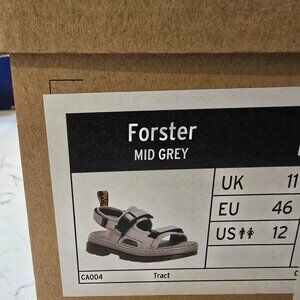 Forster
MID GREY
UK 11
EU 46
US 12
CA004 Tract